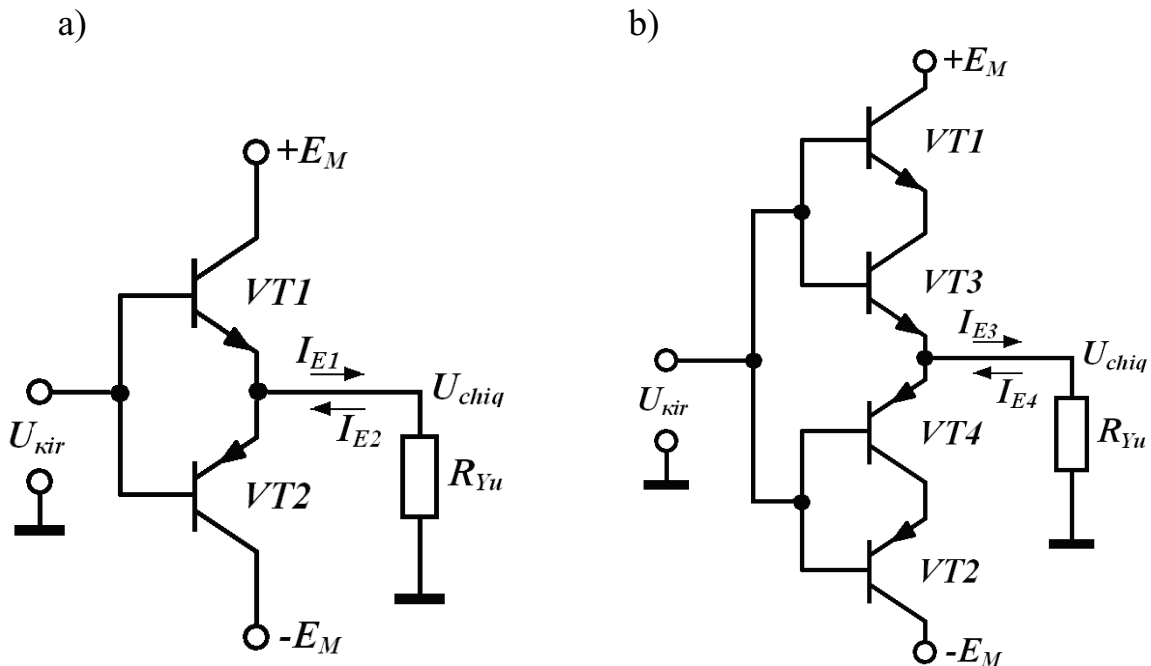 a)
+E_M
VT1
I_E1
U_chiq
U_кir
I_E2
R_Yu
VT2
-E_M
b)
+E_M
VT1
VT3
I_E3
U_chiq
U_кir
I_E4
R_Yu
VT4
VT2
-E_M